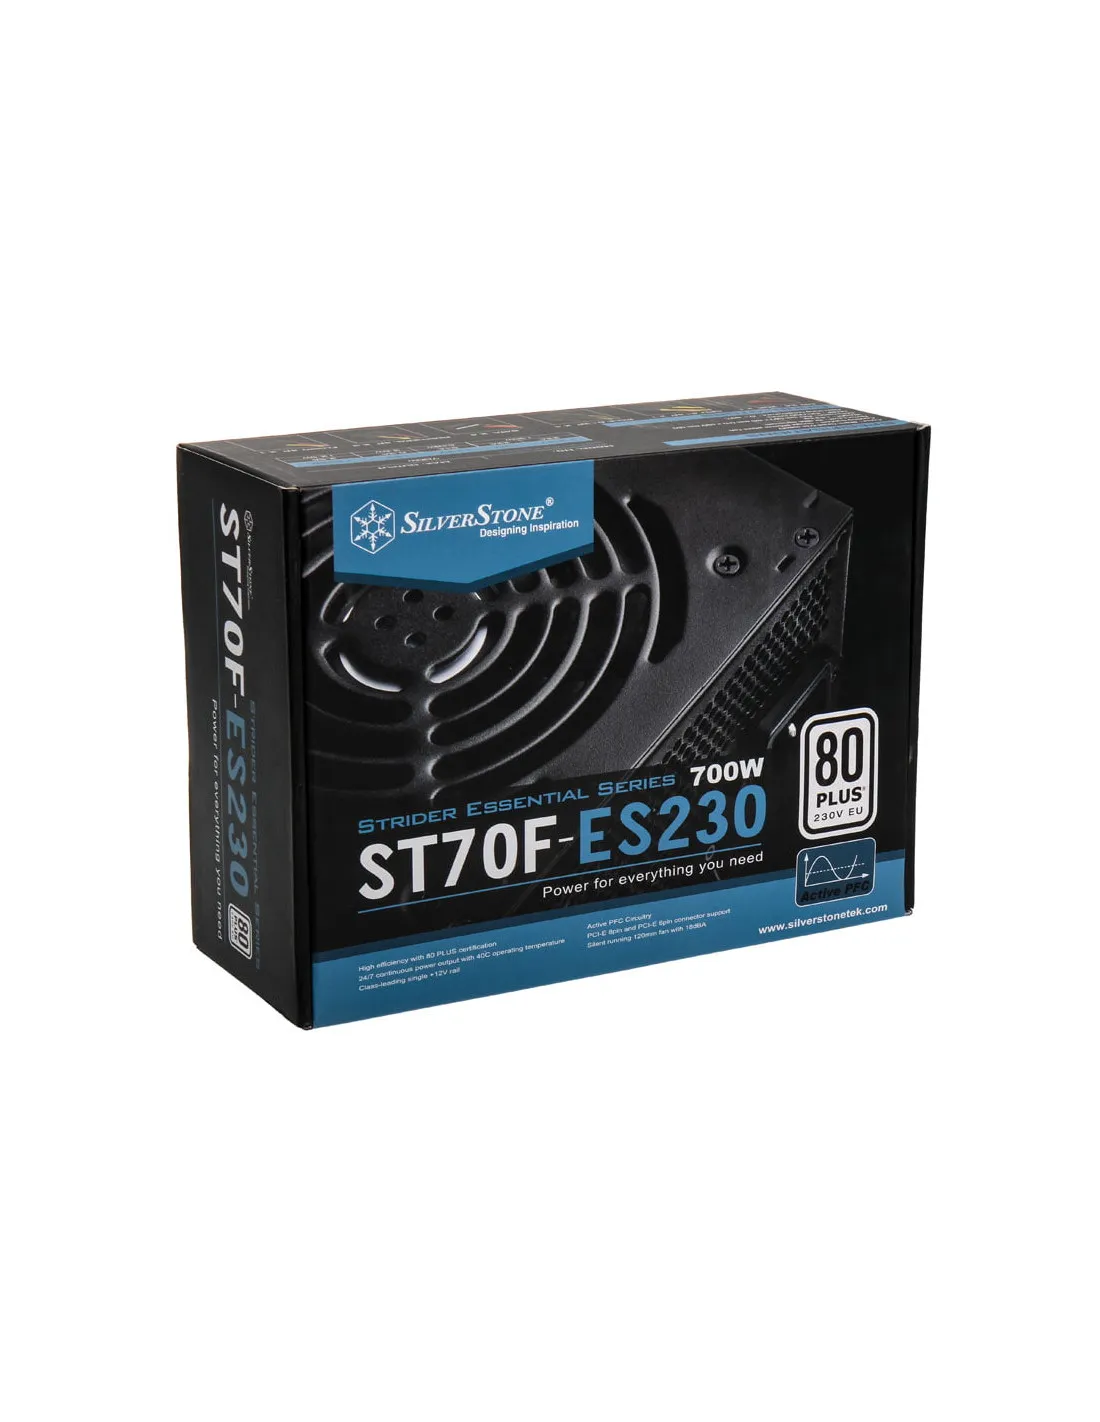 SILVERSTONE®
Designing Inspiration
STRIDER ESSENTIAL SERIES 700W
ST70F-ES230
Power for everything you need
80
PLUS®
230V EU
Active PFC
High efficiency with 80 PLUS certification
24/7 continuous power output with 40C operating temperature
Class-leading single +12V rail
Active PFC Circuitry
PCI-E 8pin and PCI-E 6pin connector support
Silent running 120mm fan with 18dBA
www.silverstonetek.com
SILVERSTONE
ST70F-ES230
STRIDER ESSENTIAL SERIES
Power for everything you need
80
PLUS